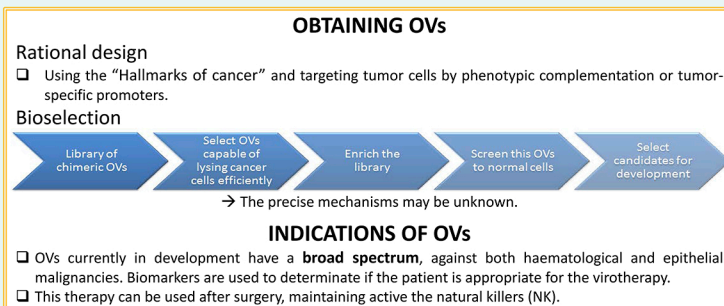 OBTAINING OVs
Rational design
❑ Using the “Hallmarks of cancer” and targeting tumor cells by phenotypic complementation or tumor-
specific promoters.
Bioselection
Library of
chimeric OVs
Select OVs
capable of
lysing cancer
cells efficiently
Enrich the
library
Screen this OVs
to normal cells
Select
candidates for
development
→ The precise mechanisms may be unknown.
INDICATIONS OF OVs
❑ OVs currently in development have a broad spectrum, against both haematological and epithelial
malignancies. Biomarkers are used to determinate if the patient is appropriate for the virotherapy.
❑ This therapy can be used after surgery, maintaining active the natural killers (N).